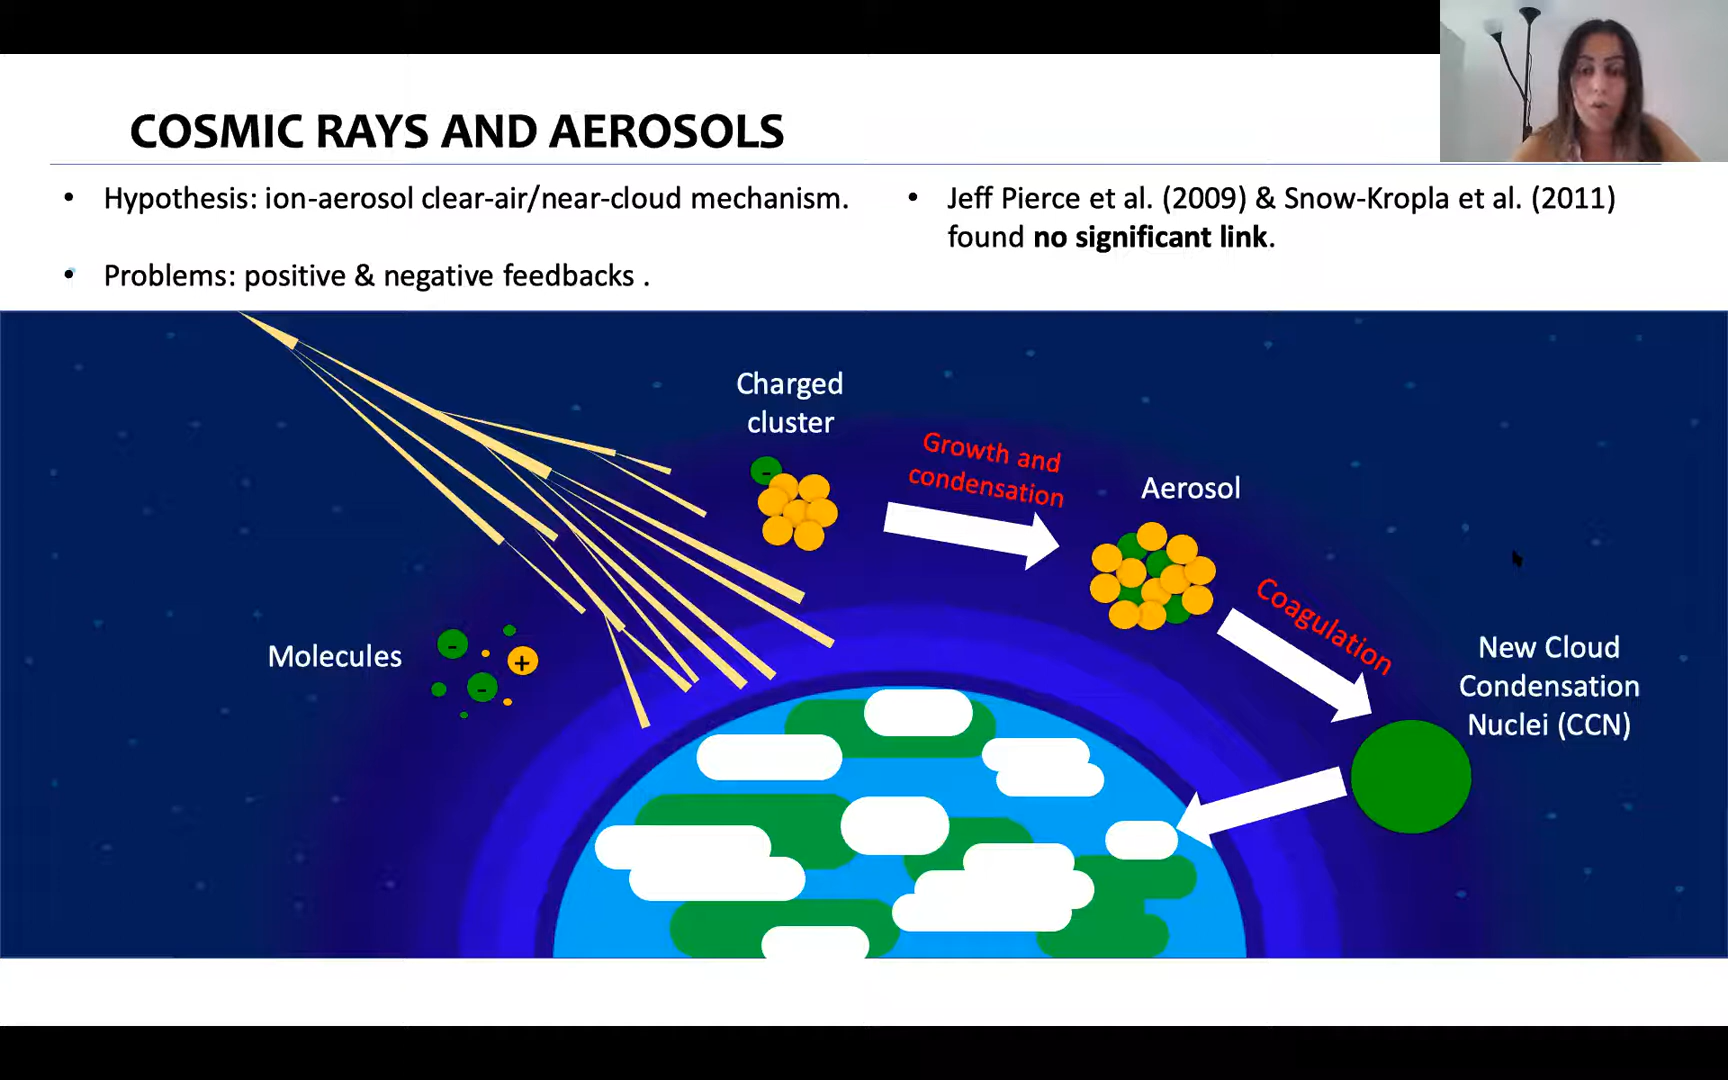 COSMIC RAYS AND AEROSOLS
• Hypothesis: ion-aerosol clear-air/near-cloud mechanism.
• Problems: positive & negative feedbacks .
• Jeff Pierce et al. (2009) & Snow-Kropla et al. (2011)
found no significant link.
Charged
cluster
Growth and
condensation
Aerosol
Coagulation
Molecules
-
-
+
-
New Cloud
Condensation
Nuclei (CCN)